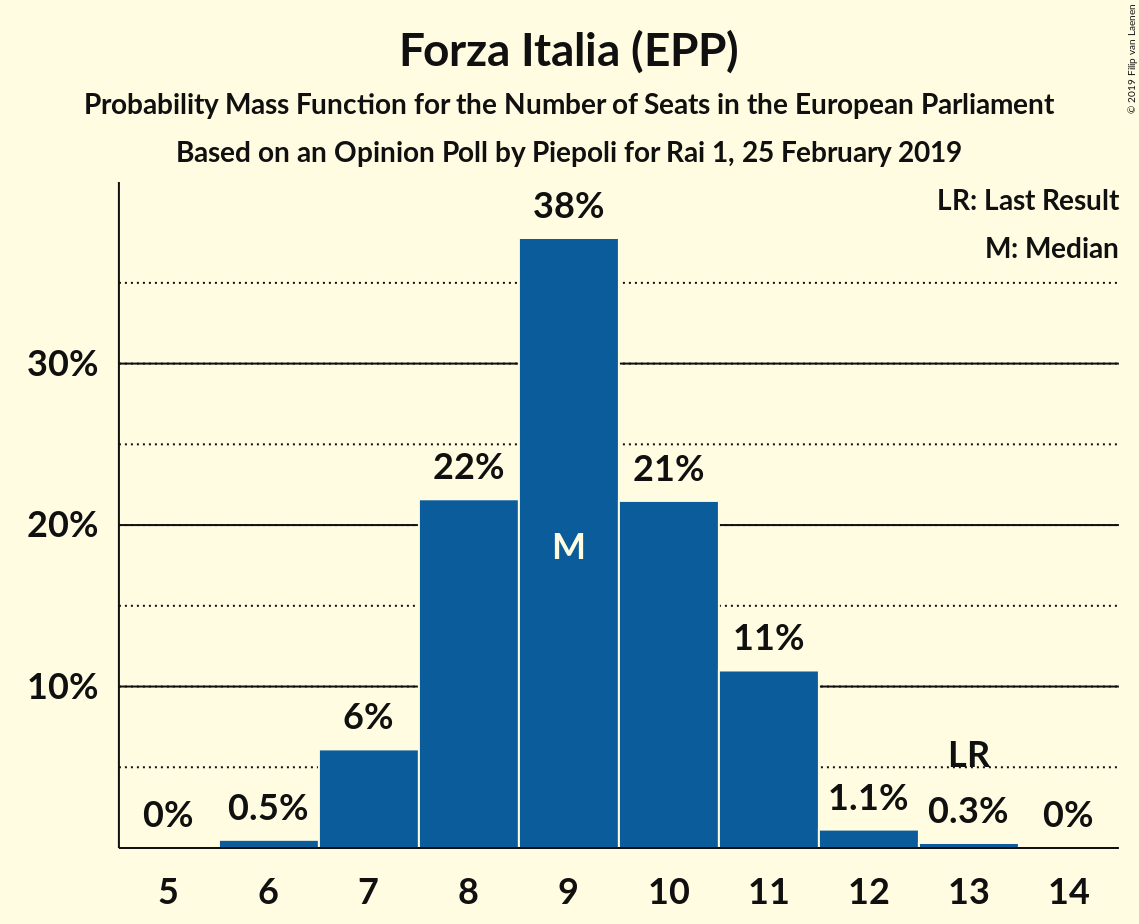 Forza Italia (EPP)
Probability Mass Function for the Number of Seats in the European Parliament
Based on an Opinion Poll by Piepoli for Rai 1, 25 February 2019
© 2019 Filip van Laenen
LR: Last Result
M: Median
38%
30%
22%
21%
20%
M
11%
10%
6%
LR
0%
0.5%
1.1%
0.3%
0%
5 6 7 8 9 10 11 12 13 14